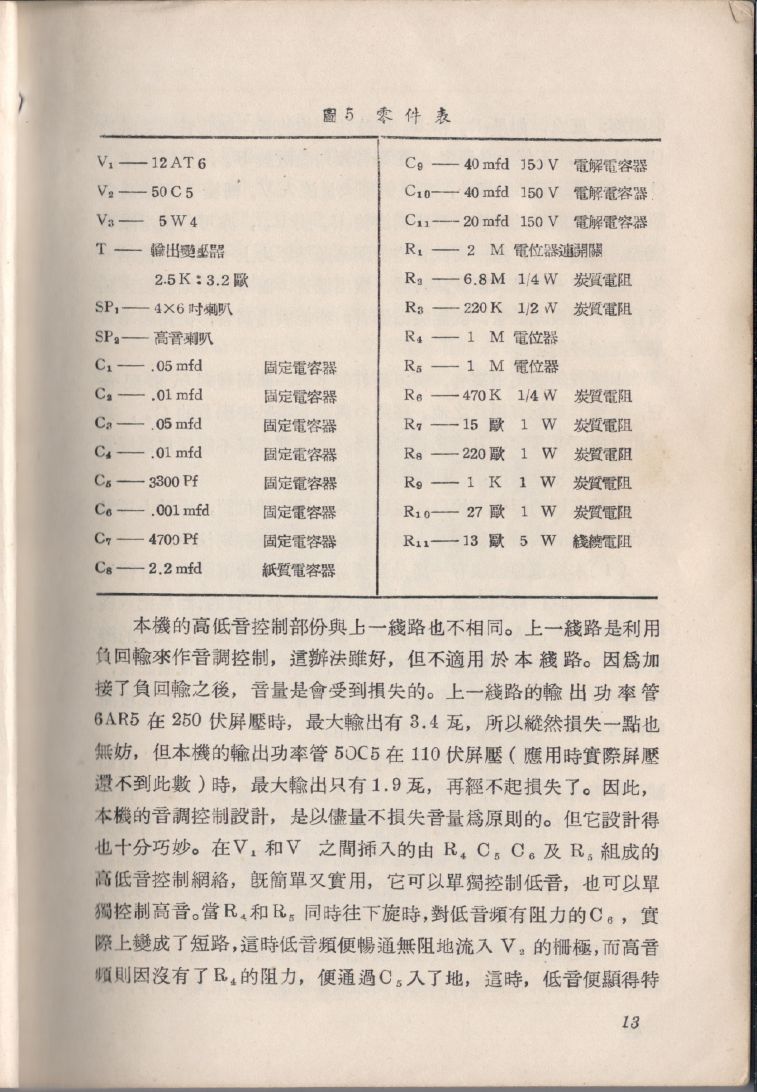 圖5 零件表
V₁ —— 12AT6
V₂ —— 50C5
V₃ —— 5W4
T —— 輸出變壓器
2.5K：3.2歐
SP₁ —— 4×6吋喇叭
SP₂ —— 高音喇叭
C₁ —— .05 mfd 固定電容器
C₂ —— .01 mfd 固定電容器
C₃ —— .05 mfd 固定電容器
C₄ —— .01 mfd 固定電容器
C₅ —— 3300 Pf 固定電容器
C₆ —— .001 mfd 固定電容器
C₇ —— 4700 Pf 固定電容器
C₈ —— 2.2 mfd 紙質電容器
C₉ —— 40 mfd 150 V 電解電容器
C₁₀ —— 40 mfd 150 V 電解電容器
C₁₁ —— 20 mfd 150 V 電解電容器
R₁ —— 2 M 電位器連開關
R₂ —— 6.8 M 1/4 W 炭質電阻
R₃ —— 220 K 1/2 W 炭質電阻
R₄ —— 1 M 電位器
R₅ —— 1 M 電位器
R₆ —— 470 K 1/4 W 炭質電阻
R₇ —— 15 歐 1 W 炭質電阻
R₈ —— 220 歐 1 W 炭質電阻
R₉ —— 1 K 1 W 炭質電阻
R₁₀ —— 27 歐 1 W 炭質電阻
R₁₁ —— 13 歐 5 W 綫繞電阻
本機的高低音控制部份與上一綫路也不相同。上一綫路是利用
負回輸來作音調控制，這辦法雖好，但不適用於本綫路。因爲加
接了負回輸之後，音量是會受到損失的。上一綫路的輸出功率管
6AR5 在 250 伏屏壓時，最大輸出有 3.4 瓦，所以縱然損失一點也
無妨，但本機的輸出功率管 50C5 在 110 伏屏壓（應用時實際屏壓
還不到此數）時，最大輸出只有 1.9 瓦，再經不起損失了。因此，
本機的音調控制設計，是以儘量不損失音量爲原則的。但它設計得
也十分巧妙。在V₁ 和V 之間揷入的由 R₄ C₅ C₆ 及 R₅ 組成的
高低音控制網絡，旣簡單又實用，它可以單獨控制低音，也可以單
獨控制高音。當R₄和R₅ 同時往下旋時，對低音頻有阻力的C₆，實
際上變成了短路，這時低音頻便暢通無阻地流入 V₂ 的柵極，而高音
頻則因沒有了R₄的阻力，便通過C₅入了地，這時，低音便顯得特
13